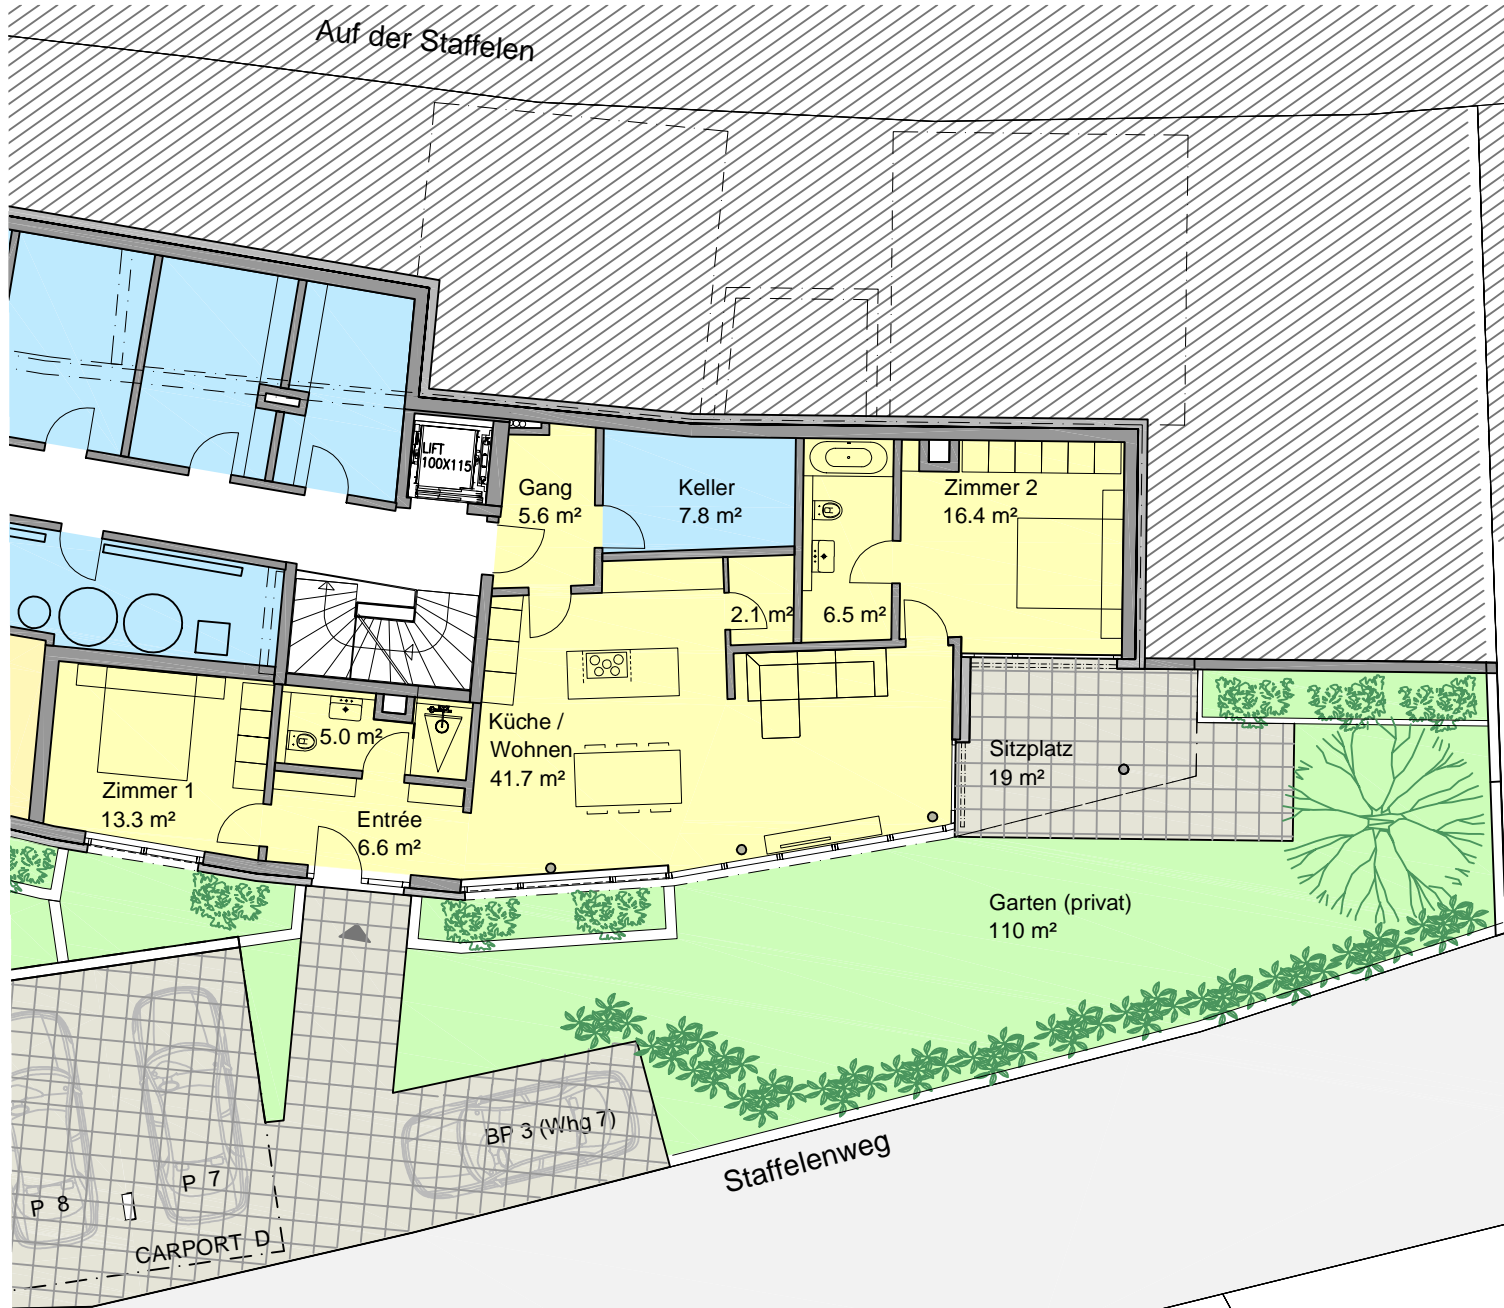 Auf der Staffelen
LIFT
100X115
Gang
5.6 m²
Keller
7.8 m²
Zimmer 2
16.4 m²
2.1 m²
6.5 m²
5.0 m²
Küche /
Wohnen
41.7 m²
Sitzplatz
19 m²
Zimmer 1
13.3 m²
Entrée
6.6 m²
Garten (privat)
110 m²
BP 3 (Whg 7)
Staffelenweg
P 7
P 8
CARPORT D